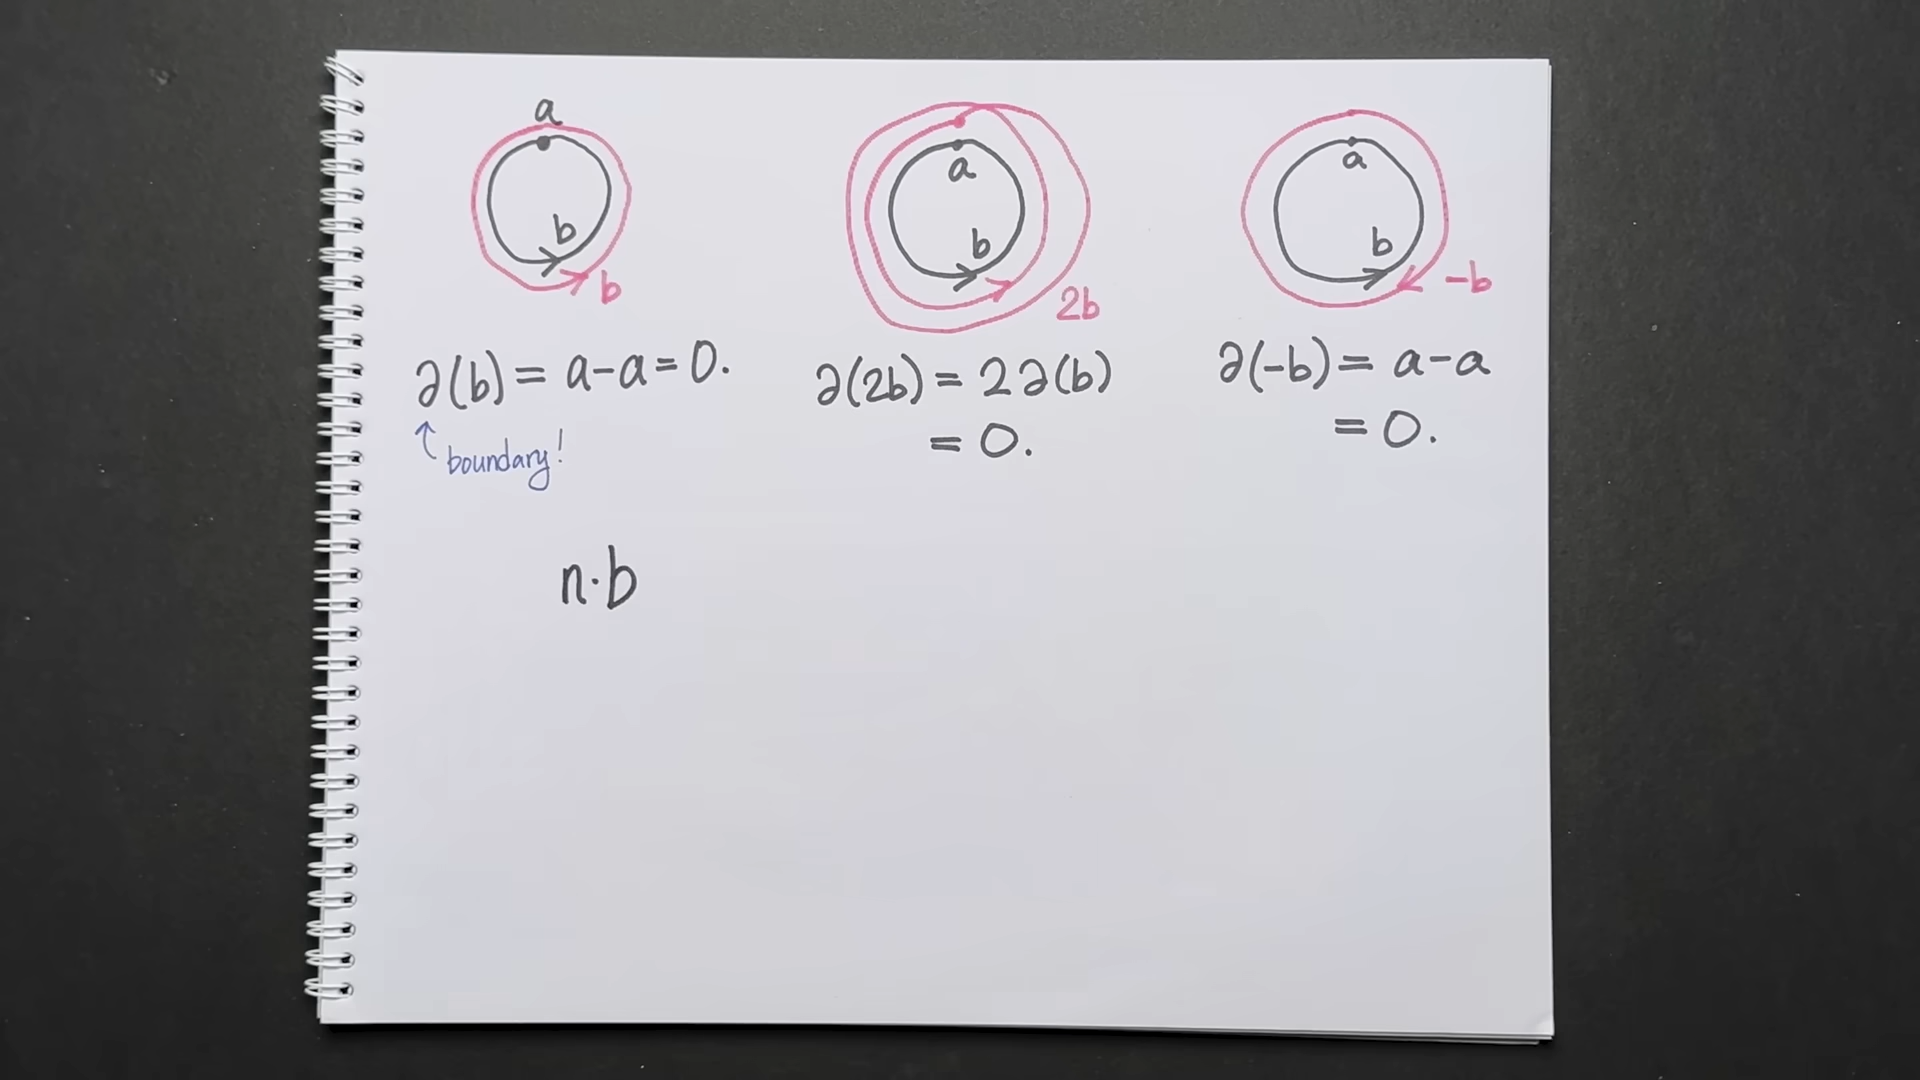 a
b
b
∂(b) = a-a = 0.
boundary!
a
b
2b
∂(2b) = 2∂(b)
= 0.
a
b
-b
∂(-b) = a-a
= 0.
n·b